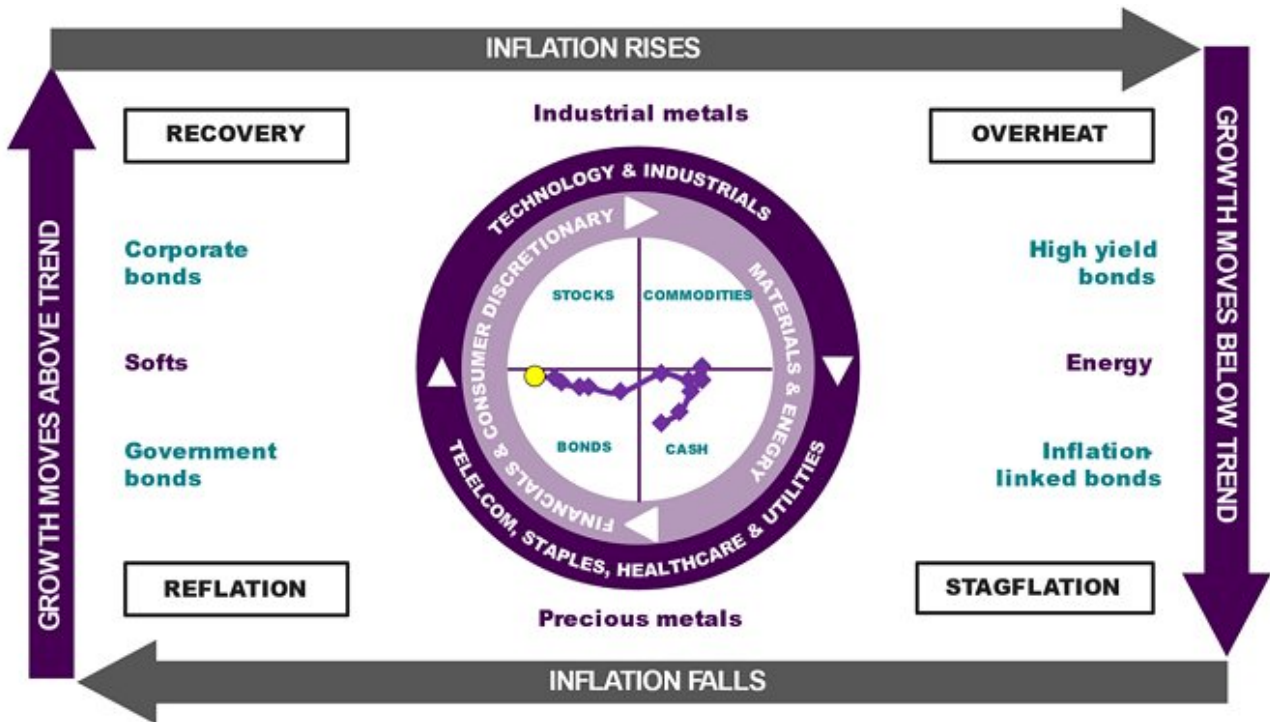 INFLATION RISES
Industrial metals
RECOVERY
OVERHEAT
GROWTH MOVES ABOVE TREND
GROWTH MOVES BELOW TREND
TECHNOLOGY & INDUSTRIALS
FINANCIALS & CONSUMER DISCRETIONARY
MATERIALS & ENEGRY
TELELCOM, STAPLES, HEALTHCARE & UTILITIES
Corporate
bonds
High yield
bonds
STOCKS
COMMODITIES
Softs
Energy
BONDS
CASH
Government
bonds
Inflation-
linked bonds
REFLATION
STAGFLATION
Precious metals
INFLATION FALLS